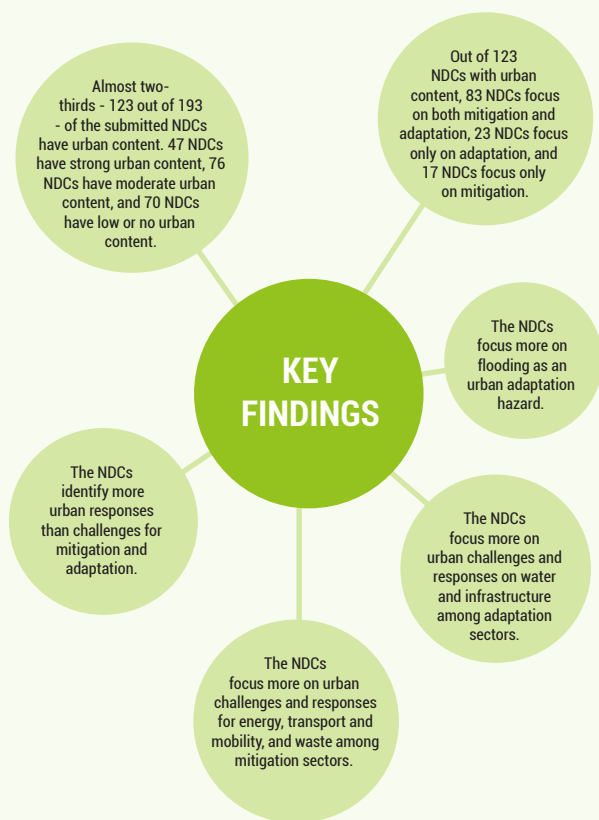 Almost two-
thirds - 123 out of 193
- of the submitted NDCs
have urban content. 47 NDCs
have strong urban content, 76
NDCs have moderate urban
content, and 70 NDCs
have low or no urban
content.
Out of 123
NDCs with urban
content, 83 NDCs focus
on both mitigation and
adaptation, 23 NDCs focus
only on adaptation, and
17 NDCs focus only
on mitigation.
KEY
FINDINGS
The NDCs
focus more on
flooding as an
urban adaptation
hazard.
The NDCs
identify more
urban responses
than challenges for
mitigation and
adaptation.
The NDCs
focus more on
urban challenges and
responses on water
and infrastructure
among adaptation
sectors.
The NDCs
focus more on urban
challenges and responses
for energy, transport and
mobility, and waste among
mitigation sectors.